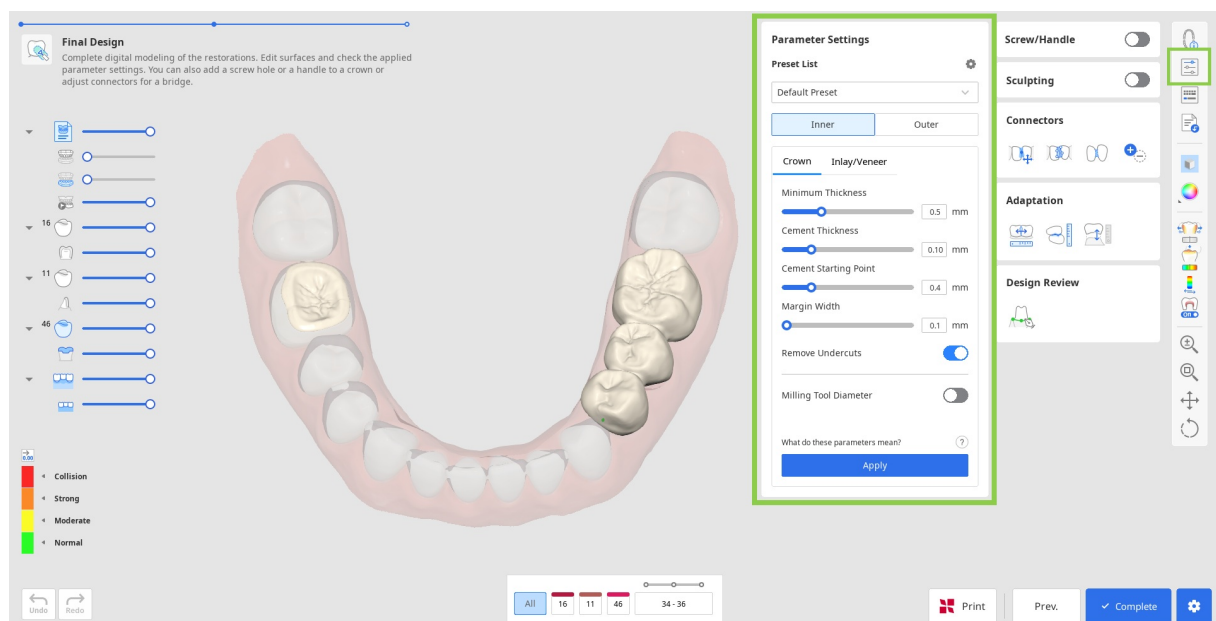 Final Design
Complete digital modeling of the restorations. Edit surfaces and check the applied
parameter settings. You can also add a screw hole or a handle to a crown or
adjust connectors for a bridge.
16
11
46
0.00
Collision
Strong
Moderate
Normal
Undo
Redo
All
16
11
46
34 - 36
Parameter Settings
Preset List
Default Preset
Inner
Outer
Crown
Inlay/Veneer
Minimum Thickness
0.5 mm
Cement Thickness
0.10 mm
Cement Starting Point
0.4 mm
Margin Width
0.1 mm
Remove Undercuts
Milling Tool Diameter
What do these parameters mean?
?
Apply
Screw/Handle
Sculpting
Connectors
Adaptation
Design Review
ON
Print
Prev.
Complete